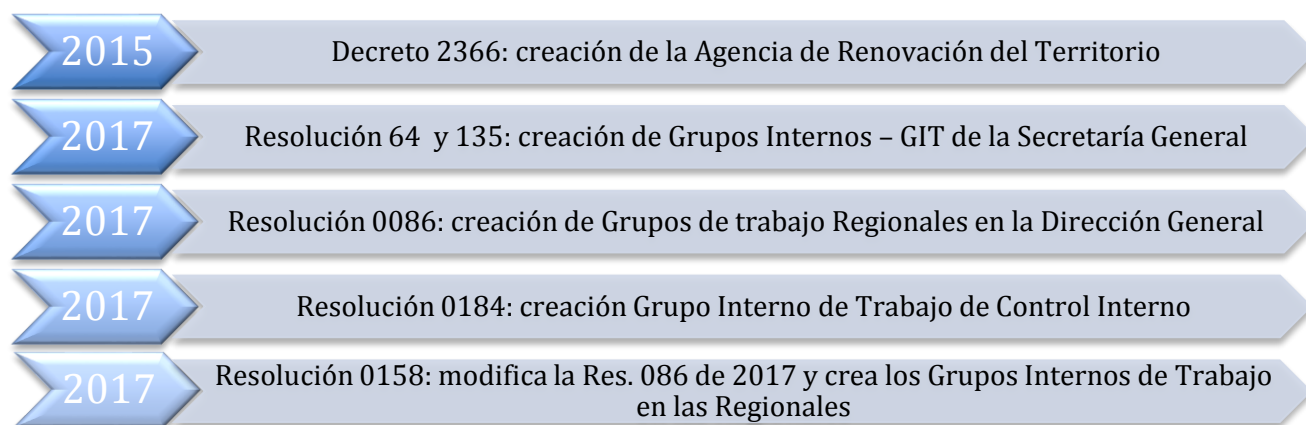 2015
Decreto 2366: creación de la Agencia de Renovación del Territorio
2017
Resolución 64 y 135: creación de Grupos Internos – GIT de la Secretaría General
2017
Resolución 0086: creación de Grupos de trabajo Regionales en la Dirección General
2017
Resolución 0184: creación Grupo Interno de Trabajo de Control Interno
2017
Resolución 0158: modifica la Res. 086 de 2017 y crea los Grupos Internos de Trabajo
en las Regionales